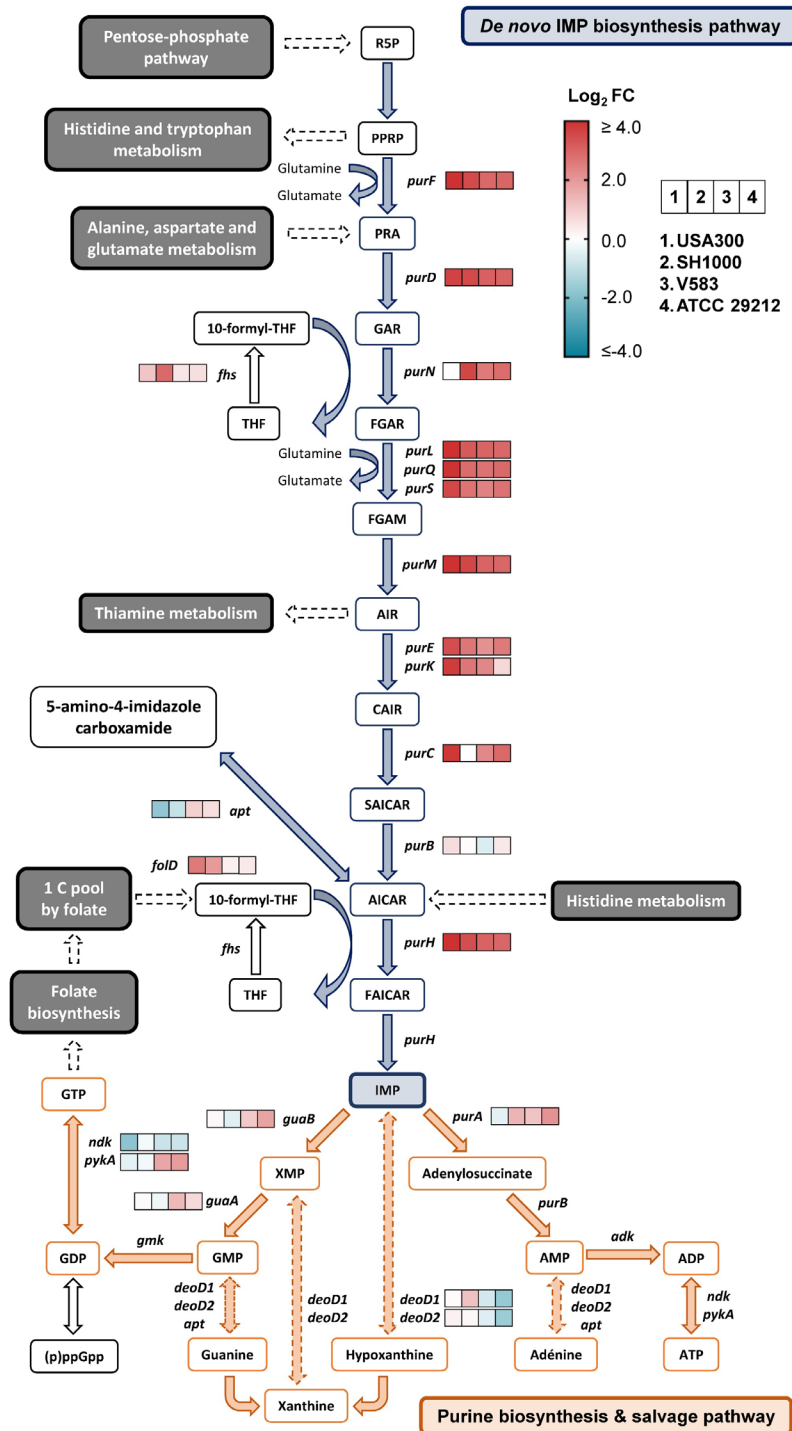 De novo IMP biosynthesis pathway
Pentose-phosphate
pathway
R5P
Log2 FC
≥ 4.0
2.0
0.0
-2.0
≤-4.0
1 2 3 4
1. USA300
2. SH1000
3. V583
4. ATCC 29212
Histidine and tryptophan
metabolism
PPRP
Glutamine
Glutamate
purF
Alanine, aspartate and
glutamate metabolism
PRA
purD
10-formyl-THF
GAR
fhs
purN
THF
FGAR
Glutamine
Glutamate
purL
purQ
purS
FGAM
purM
Thiamine metabolism
AIR
purE
purK
5-amino-4-imidazole
carboxamide
CAIR
purC
SAICAR
apt
purB
folD
1 C pool
by folate
10-formyl-THF
AICAR
Histidine metabolism
fhs
purH
Folate
biosynthesis
THF
FAICAR
purH
GTP
IMP
guaB
purA
ndk
pykA
XMP
Adenylosuccinate
guaA
purB
gmk
adk
GDP
GMP
AMP
ADP
deoD1
deoD2
apt
deoD1
deoD2
deoD1
deoD2
deoD1
deoD2
apt
ndk
pykA
(p)ppGpp
Guanine
Hypoxanthine
Adénine
ATP
Xanthine
Purine biosynthesis & salvage pathway